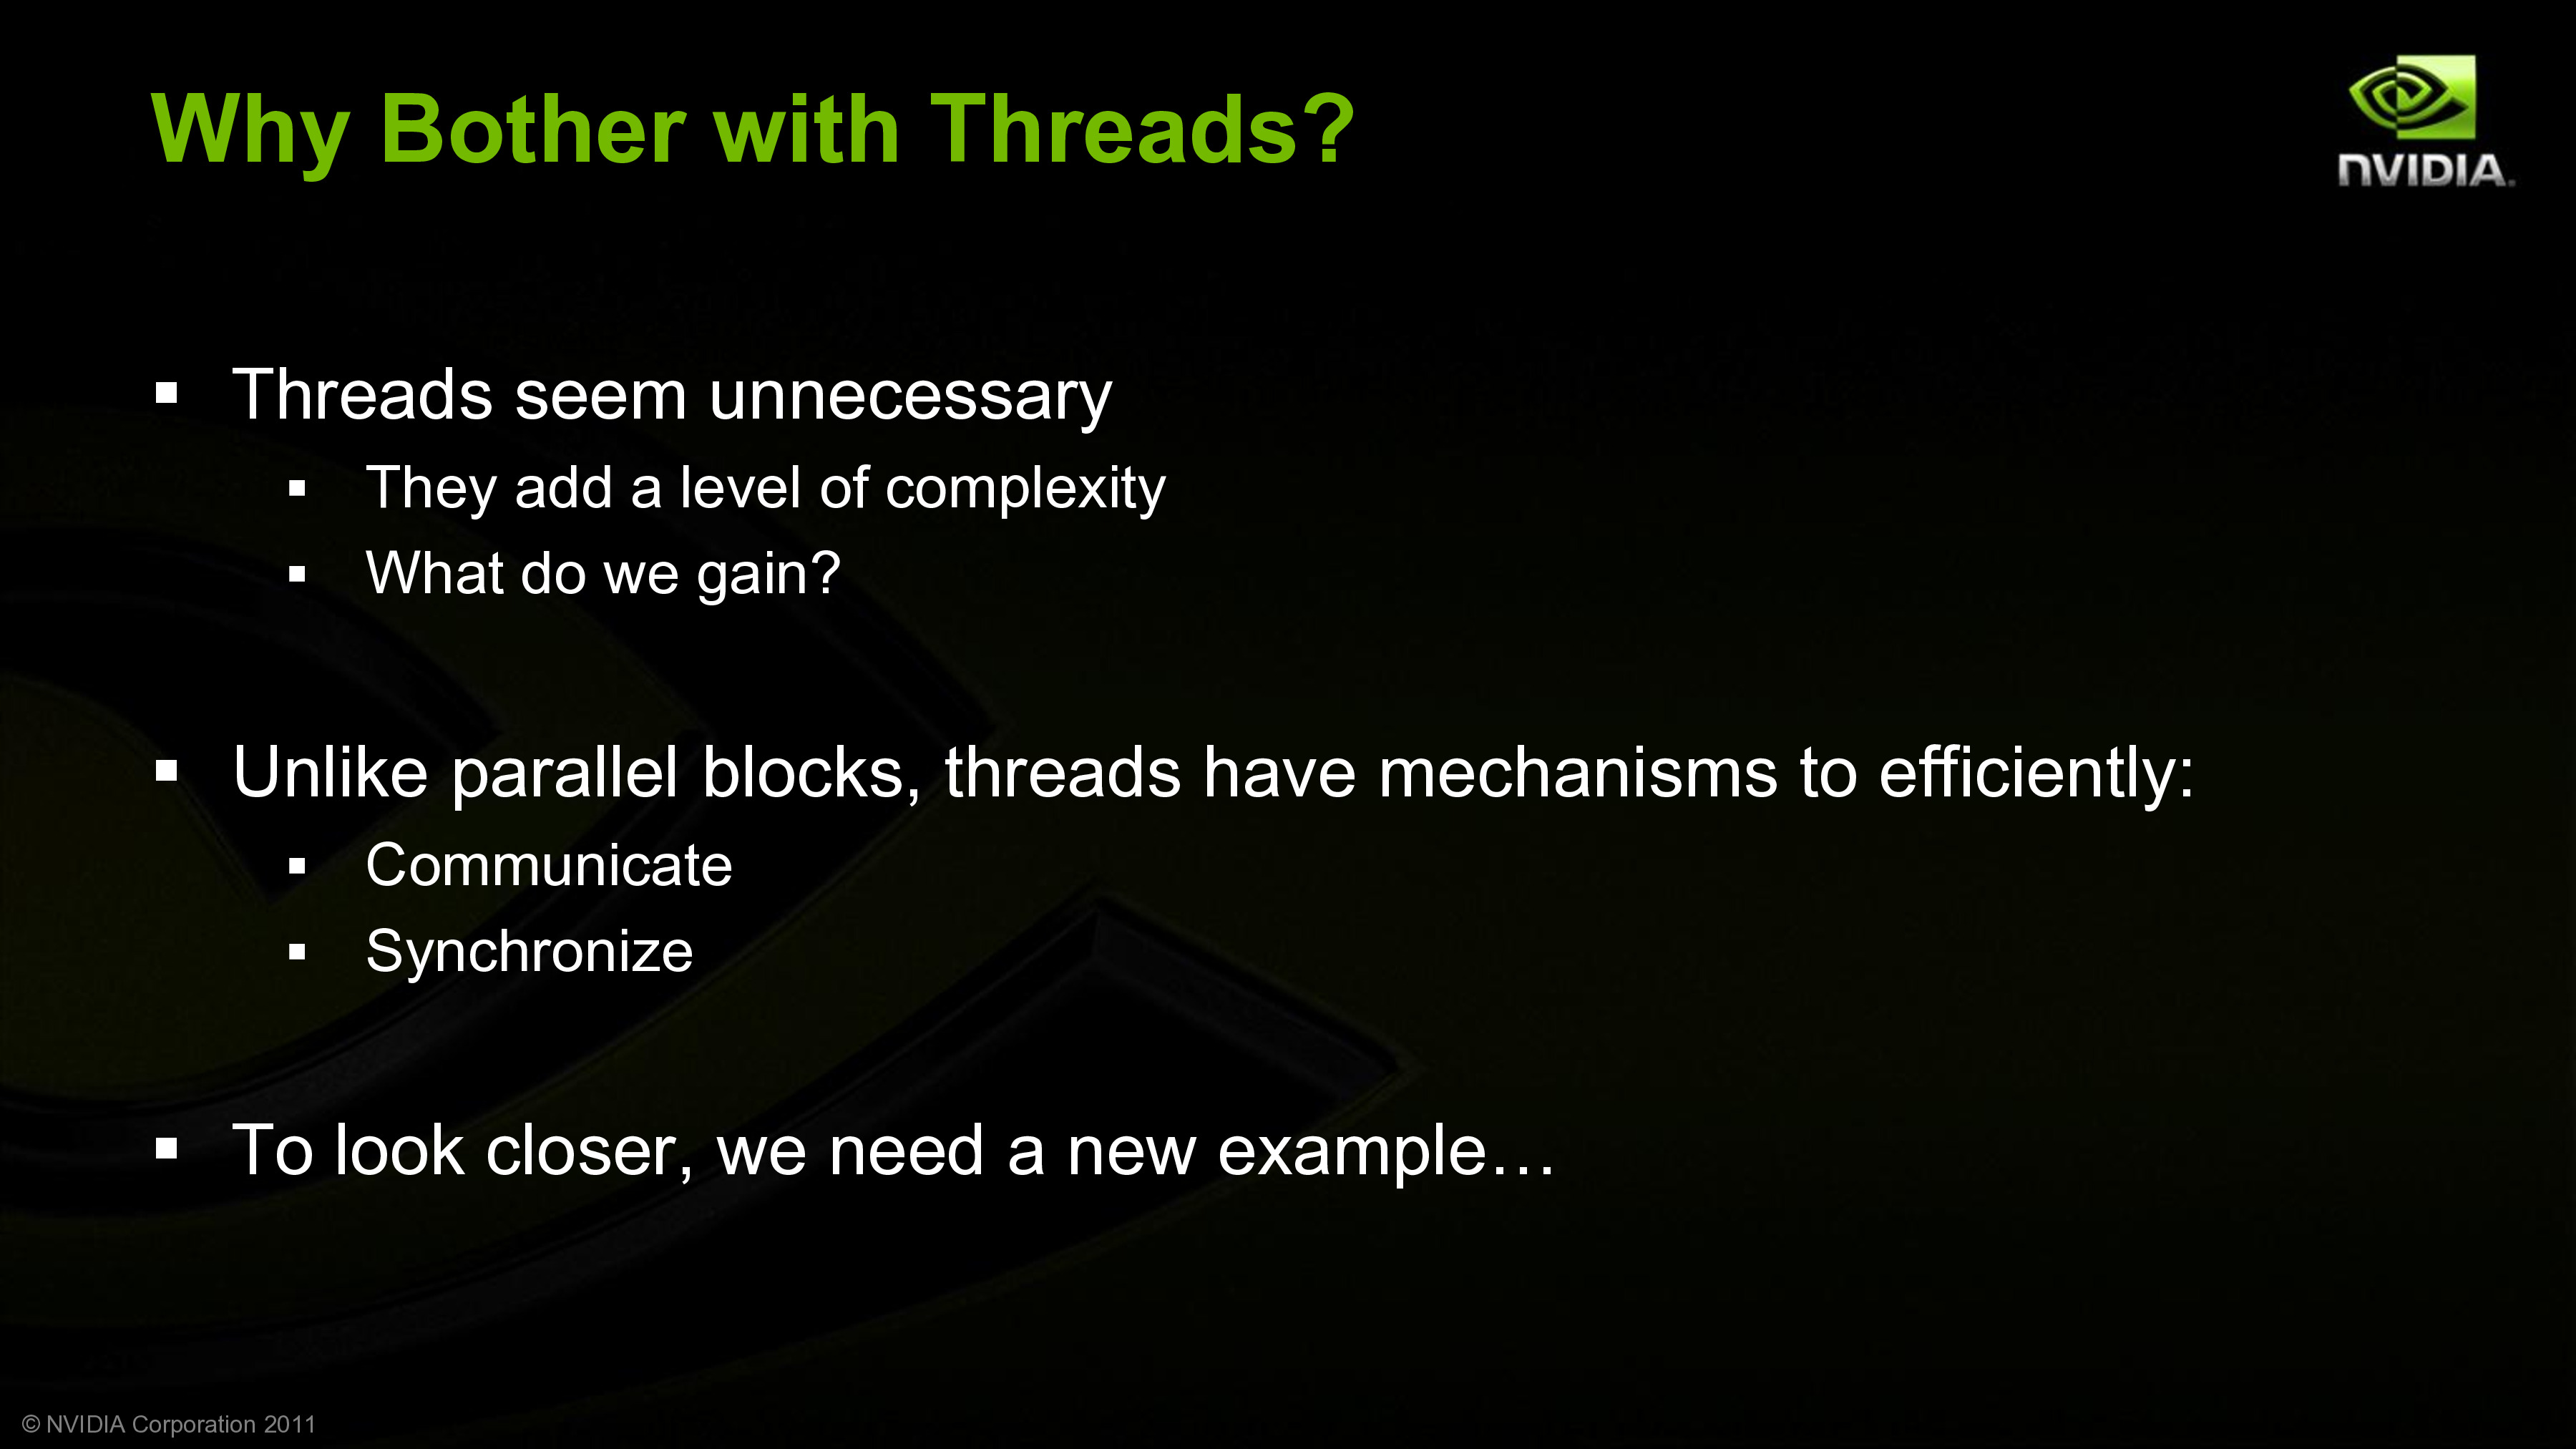 Why Bother with Threads?
NVIDIA.
▪ Threads seem unnecessary
▪ They add a level of complexity
▪ What do we gain?
▪ Unlike parallel blocks, threads have mechanisms to efficiently:
▪ Communicate
▪ Synchronize
▪ To look closer, we need a new example…
© NVIDIA Corporation 2011